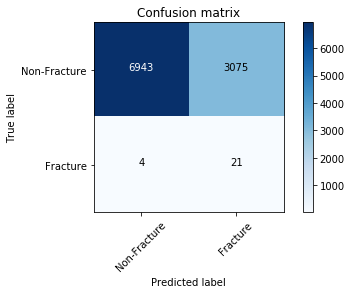 Confusion matrix
Non-Fracture
Fracture
True label
6943
3075
4
21
Non-Fracture
Fracture
Predicted label
6000
5000
4000
3000
2000
1000